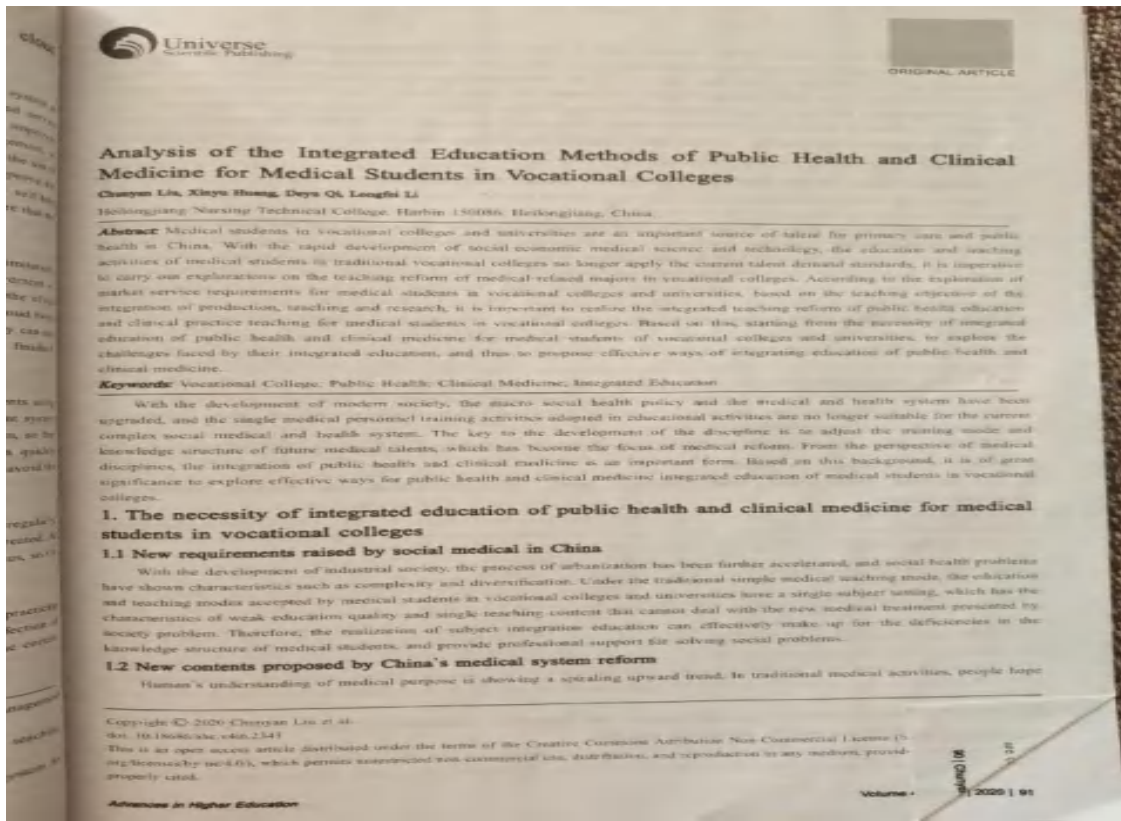 Universe
Scientific Publishing
ORIGINAL ARTICLE
Analysis of the Integrated Education Methods of Public Health and Clinical
Medicine for Medical Students in Vocational Colleges
Chunyan Liu, Xinyu Huang, Deya Qi, Longfei Li
Heilongjiang Nursing Technical College, Harbin 150086, Heilongjiang, China.
Abstract: Medical students in vocational colleges and universities are an important source of talent for primary care and public
health in China. With the rapid development of social economic medical science and technology, the education and teaching
activities of medical students in traditional vocational colleges no longer apply the current talent demand standards, it is imperative
to carry out explorations on the teaching reform of medical-related majors in vocational colleges. According to the exploration of
market service requirements for medical students in vocational colleges and universities, based on the teaching objective of the
integration of production, teaching and research, it is important to realize the integrated teaching reform of public health education
and clinical practice teaching for medical students in vocational colleges. Based on this, starting from the necessity of integrated
education of public health and clinical medicine for medical students of vocational colleges and universities, to explore the
challenges faced by their integrated education, and thus to propose effective ways of integrating education of public health and
clinical medicine.
Keywords: Vocational College; Public Health; Clinical Medicine; Integrated Education
With the development of modern society, the macro social health policy and the medical and health system have been
upgraded, and the single medical personnel training activities adopted in educational activities are no longer suitable for the current
complex social medical and health system. The key to the development of the discipline is to adjust the training mode and
knowledge structure of future medical talents, which has become the focus of medical reform. From the perspective of medical
disciplines, the integration of public health and clinical medicine is an important form. Based on this background, it is of great
significance to explore effective ways for public health and clinical medicine integrated education of medical students in vocational
colleges.
1. The necessity of integrated education of public health and clinical medicine for medical
students in vocational colleges
1.1 New requirements raised by social medical in China
With the development of industrial society, the process of urbanization has been further accelerated, and social health problems
have shown characteristics such as complexity and diversification. Under the traditional simple medical teaching mode, the education
and teaching modes accepted by medical students in vocational colleges and universities have a single subject setting, which has the
characteristics of weak education quality and single teaching content that cannot deal with the new medical treatment presented by
society problem. Therefore, the realization of subject integration education can effectively make up for the deficiencies in the
knowledge structure of medical students, and provide professional support for solving social problems.
1.2 New contents proposed by China's medical system reform
Human's understanding of medical purpose is showing a spiraling upward trend. In traditional medical activities, people hope
Copyright © 2020 Chunyan Liu et al.
doi: 10.18686/ahe.v4i6.2343
This is an open access article distributed under the terms of the Creative Commons Attribution Non Commercial License
which permits unrestricted non commercial use, distribution, and reproduction in any medium, provid-
properly cited.
Advances in Higher Education
Volume
2020 | 91
90 | Chunya